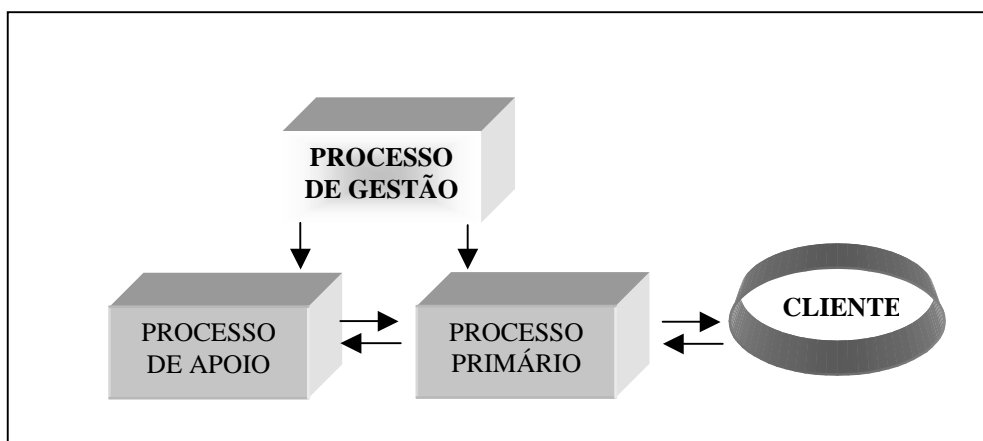 PROCESSO
DE GESTÃO
PROCESSO
DE APOIO
PROCESSO
PRIMÁRIO
CLIENTE